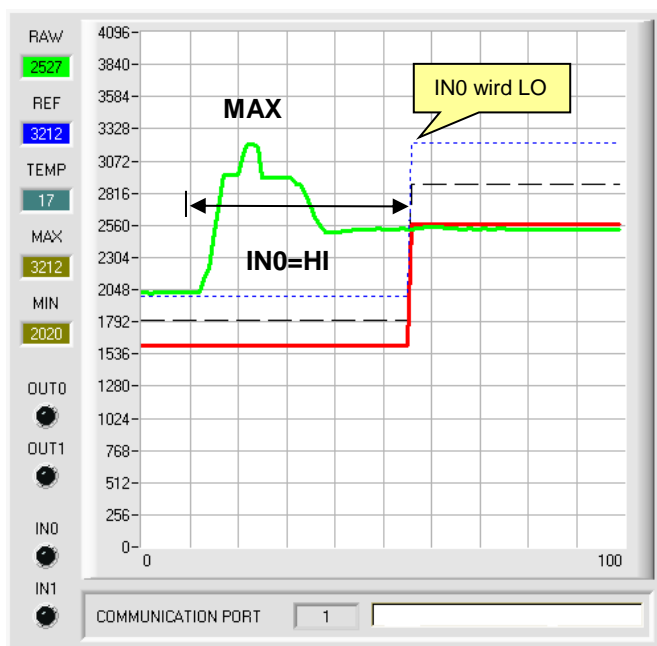 RAW
2527
REF
3212
TEMP
17
MAX
3212
MIN
2020
OUT0
OUT1
IN0
IN1
4096
3840
3584
3328
3072
2816
2560
2304
2048
1792
1536
1280
1024
768
512
256
0
0
100
MAX
IN0 wird LO
IN0=HI
COMMUNICATION PORT
1